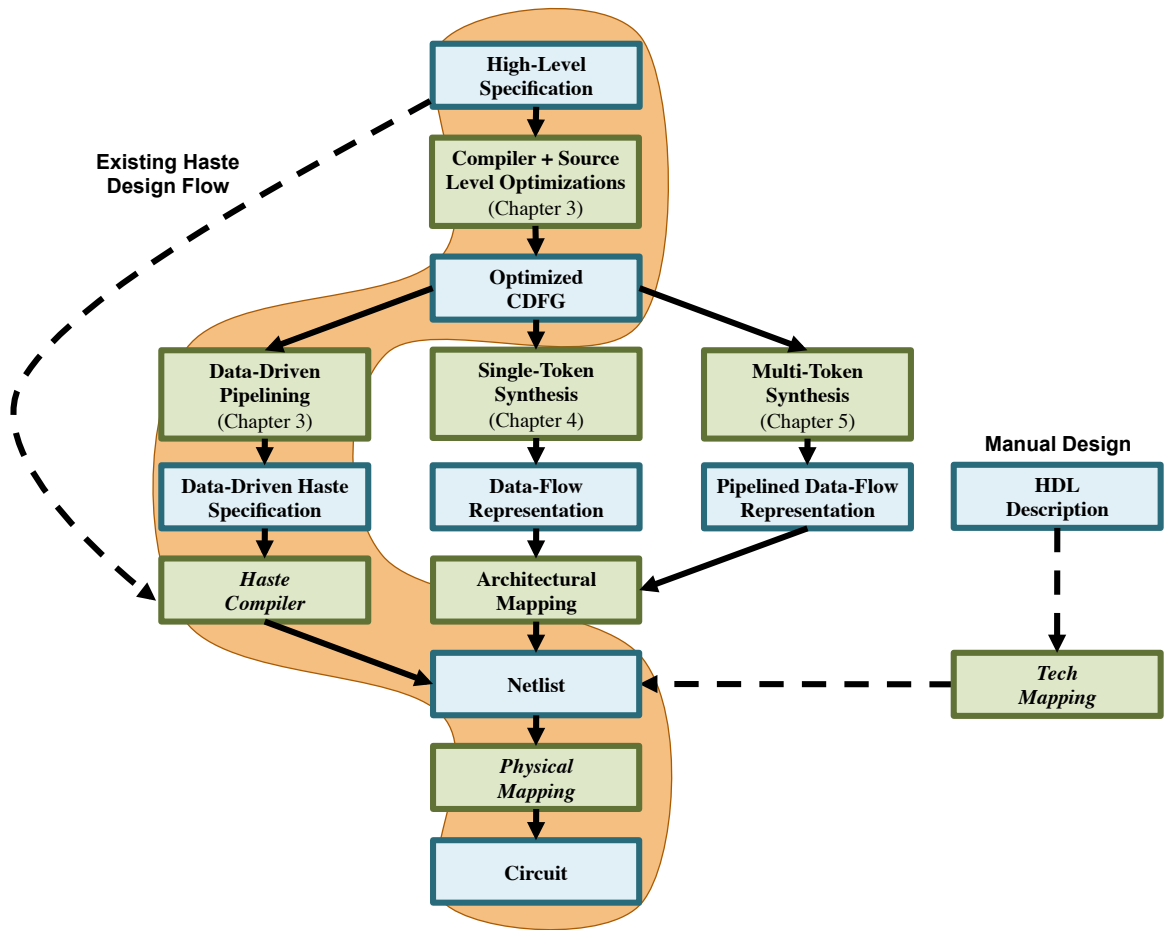 High-Level
Specification
Existing Haste
Design Flow
Compiler + Source
Level Optimizations
(Chapter 3)
Optimized
CDFG
Data-Driven
Pipelining
(Chapter 3)
Single-Token
Synthesis
(Chapter 4)
Multi-Token
Synthesis
(Chapter 5)
Manual Design
Data-Driven Haste
Specification
Data-Flow
Representation
Pipelined Data-Flow
Representation
HDL
Description
Haste
Compiler
Architectural
Mapping
Netlist
Tech
Mapping
Physical
Mapping
Circuit